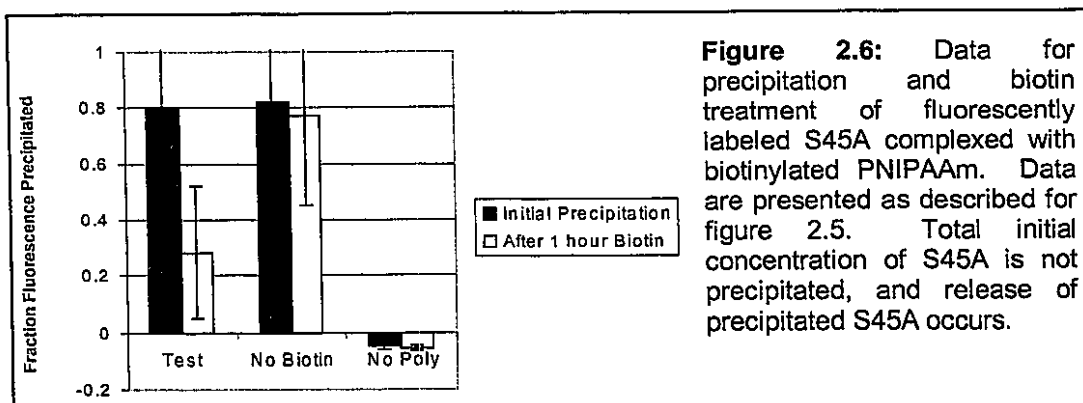 Fraction Fluorescence Precipitated
1
0.8
0.6
0.4
0.2
0
-0.2
Test No Biotin No Poly
Initial Precipitation
After 1 hour Biotin
Figure 2.6: Data for
precipitation and biotin
treatment of fluorescently
labeled S45A complexed with
biotinylated PNIPAAm. Data
are presented as described for
figure 2.5. Total initial
concentration of S45A is not
precipitated, and release of
precipitated S45A occurs.